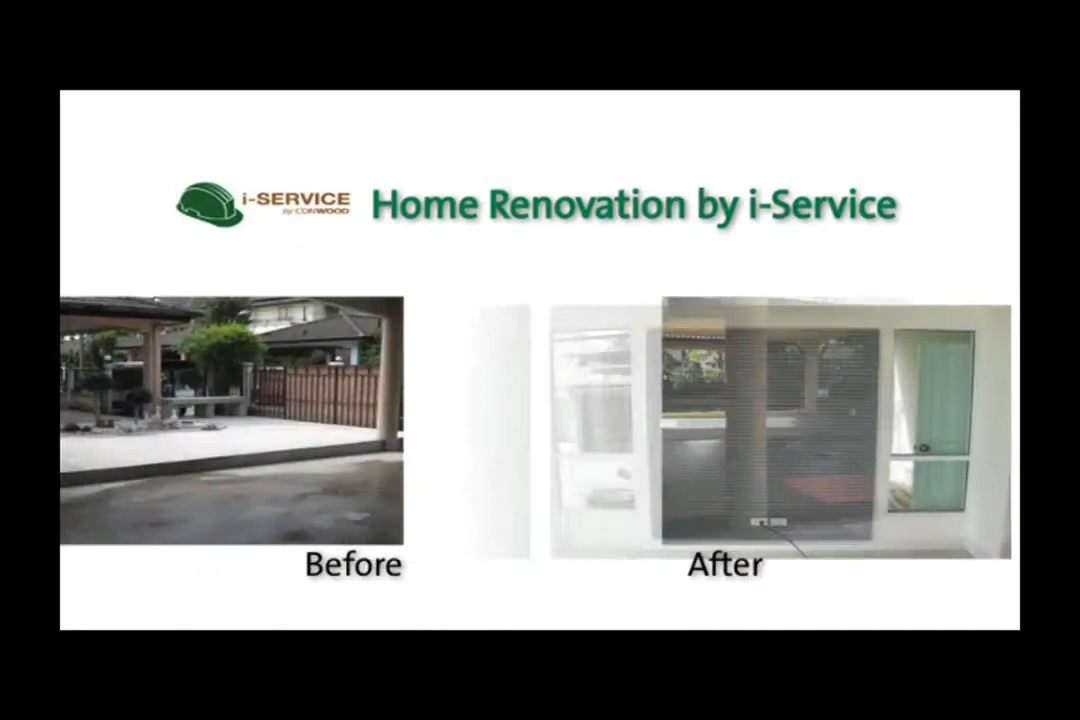 i-SERVICE
by CONWOOD
Home Renovation by i-Service
Before
After